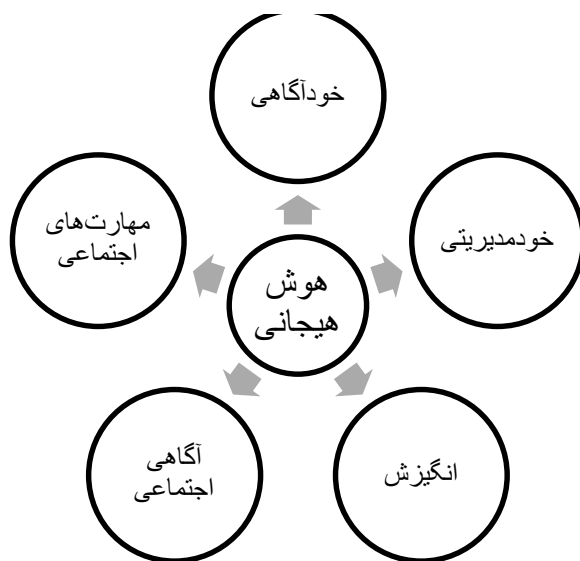 خودآگاهی
مهارت‌های
اجتماعی
خودمدیریتی
هوش
هیجانی
آگاهی
اجتماعی
انگیزش